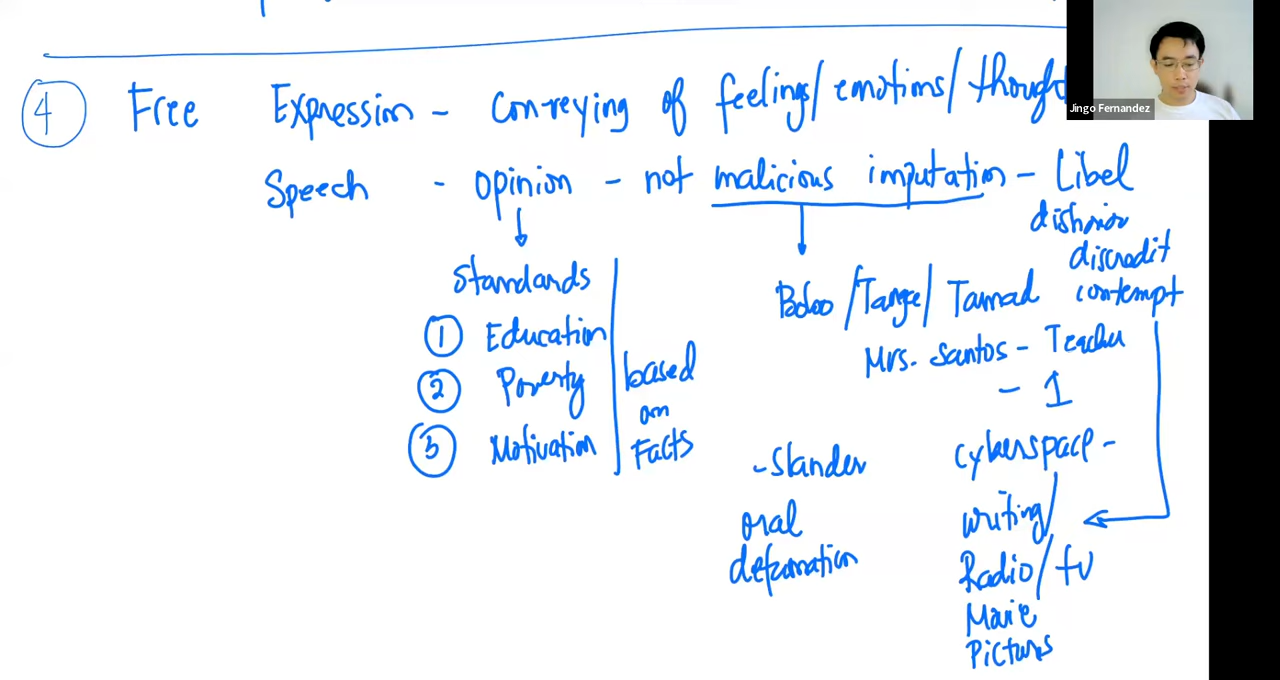 ④ Free Expression - Conveying of feelings/emotions/thought
Speech - opinion - not malicious imputation - Libel
dishonor
discredit
contempt
Standards
① Education
② Poverty
③ Motivation
based
on
Facts
Bobo/Tanga/Tamad
Mrs. Santos - Teacher
- 1
- Slander
oral
defamation
Cyberspace -
Writing/
Radio/TV
Movie
Pictures
Jingo Fernandez